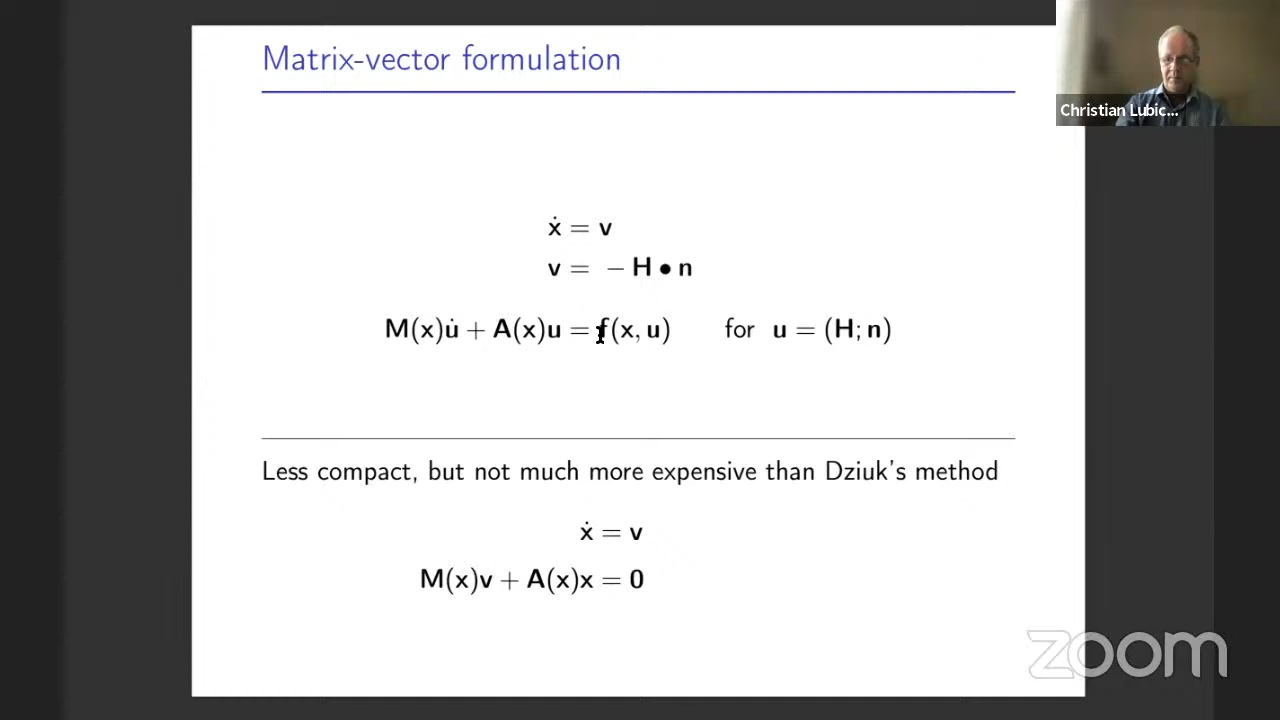 Matrix-vector formulation
Christian Lubic...
ẋ = v
v = − H • n
M(x)u̇ + A(x)u = f(x, u) for u = (H; n)
Less compact, but not much more expensive than Dziuk's method
ẋ = v
M(x)v + A(x)x = 0
zoom